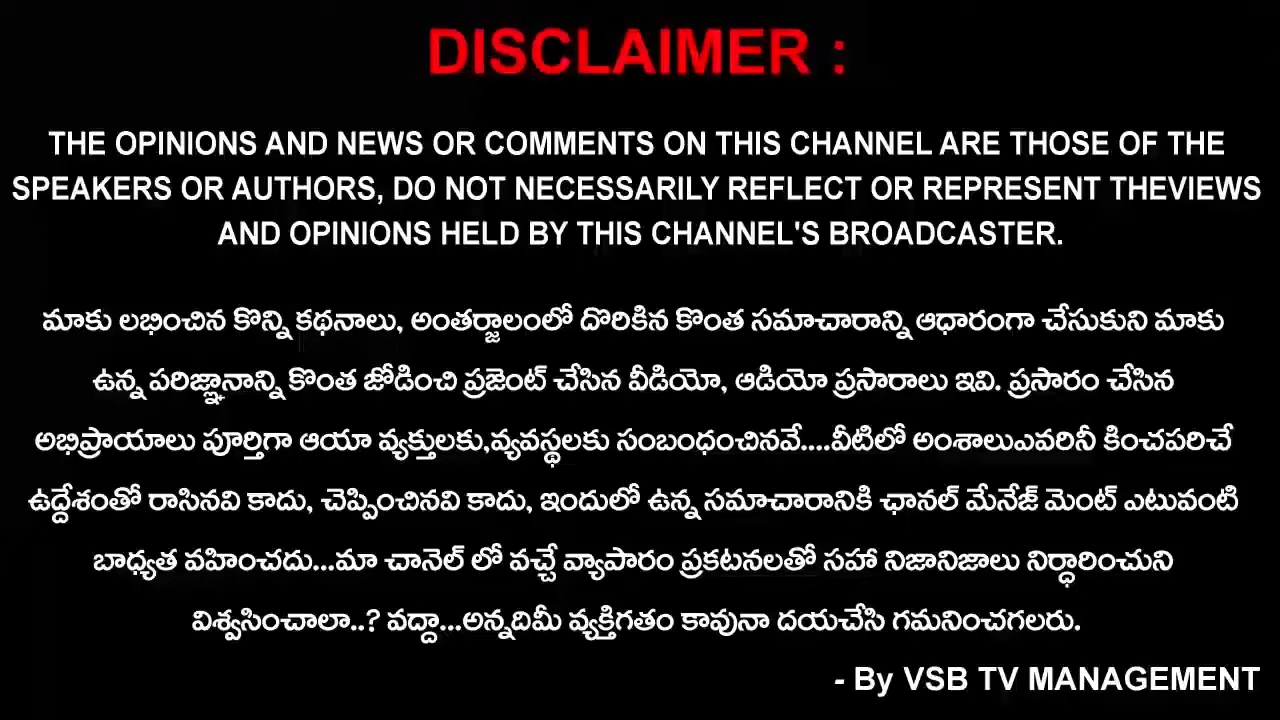 DISCLAIMER :
THE OPINIONS AND NEWS OR COMMENTS ON THIS CHANNEL ARE THOSE OF THE
SPEAKERS OR AUTHORS, DO NOT NECESSARILY REFLECT OR REPRESENT THEVIEWS
AND OPINIONS HELD BY THIS CHANNEL'S BROADCASTER.
మాకు లభించిన కొన్ని కథనాలు, అంతర్జాలంలో దొరికిన కొంత సమాచారాన్ని ఆధారంగా చేసుకుని మాకు
ఉన్న పరిజ్ఞానాన్ని కొంత జోడించి ప్రజెంట్ చేసిన వీడియో, ఆడియో ప్రసారాలు ఇవి. ప్రసారం చేసిన
అభిప్రాయాలు పూర్తిగా ఆయా వ్యక్తులకు,వ్యవస్థలకు సంబంధంచినవే....వీటిలో అంశాలుఎవరినీ కించపరిచే
ఉద్దేశంతో రాసినవి కాదు, చెప్పించినవి కాదు, ఇందులో ఉన్న సమాచారానికి ఛానల్ మేనేజ్ మెంట్ ఎటువంటి
బాధ్యత వహించదు...మా చానెల్ లో వచ్చే వ్యాపారం ప్రకటనలతో సహా నిజానిజాలు నిర్ధారించుని
విశ్వసించాలా..? వద్దా...అన్నదిమీ వ్యక్తిగతం కావునా దయచేసి గమనించగలరు.
- By VSB TV MANAGEMENT